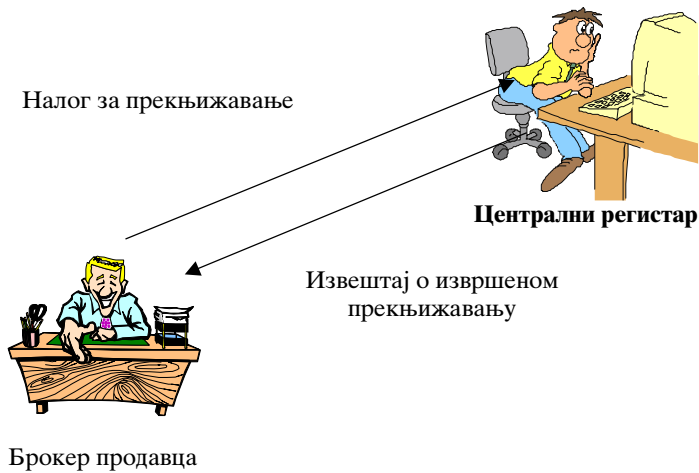 Налог за прекњижавање
Централни регистар
Извештај о извршеном
прекњижавању
Брокер продавца